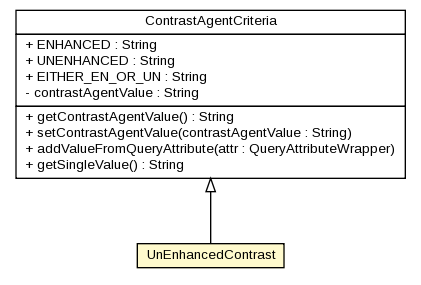 ContrastAgentCriteria
+ ENHANCED : String
+ UNENHANCED : String
+ EITHER_EN_OR_UN : String
- contrastAgentValue : String
+ getContrastAgentValue() : String
+ setContrastAgentValue(contrastAgentValue : String)
+ addValueFromQueryAttribute(attr : QueryAttributeWrapper)
+ getSingleValue() : String
UnEnhancedContrast